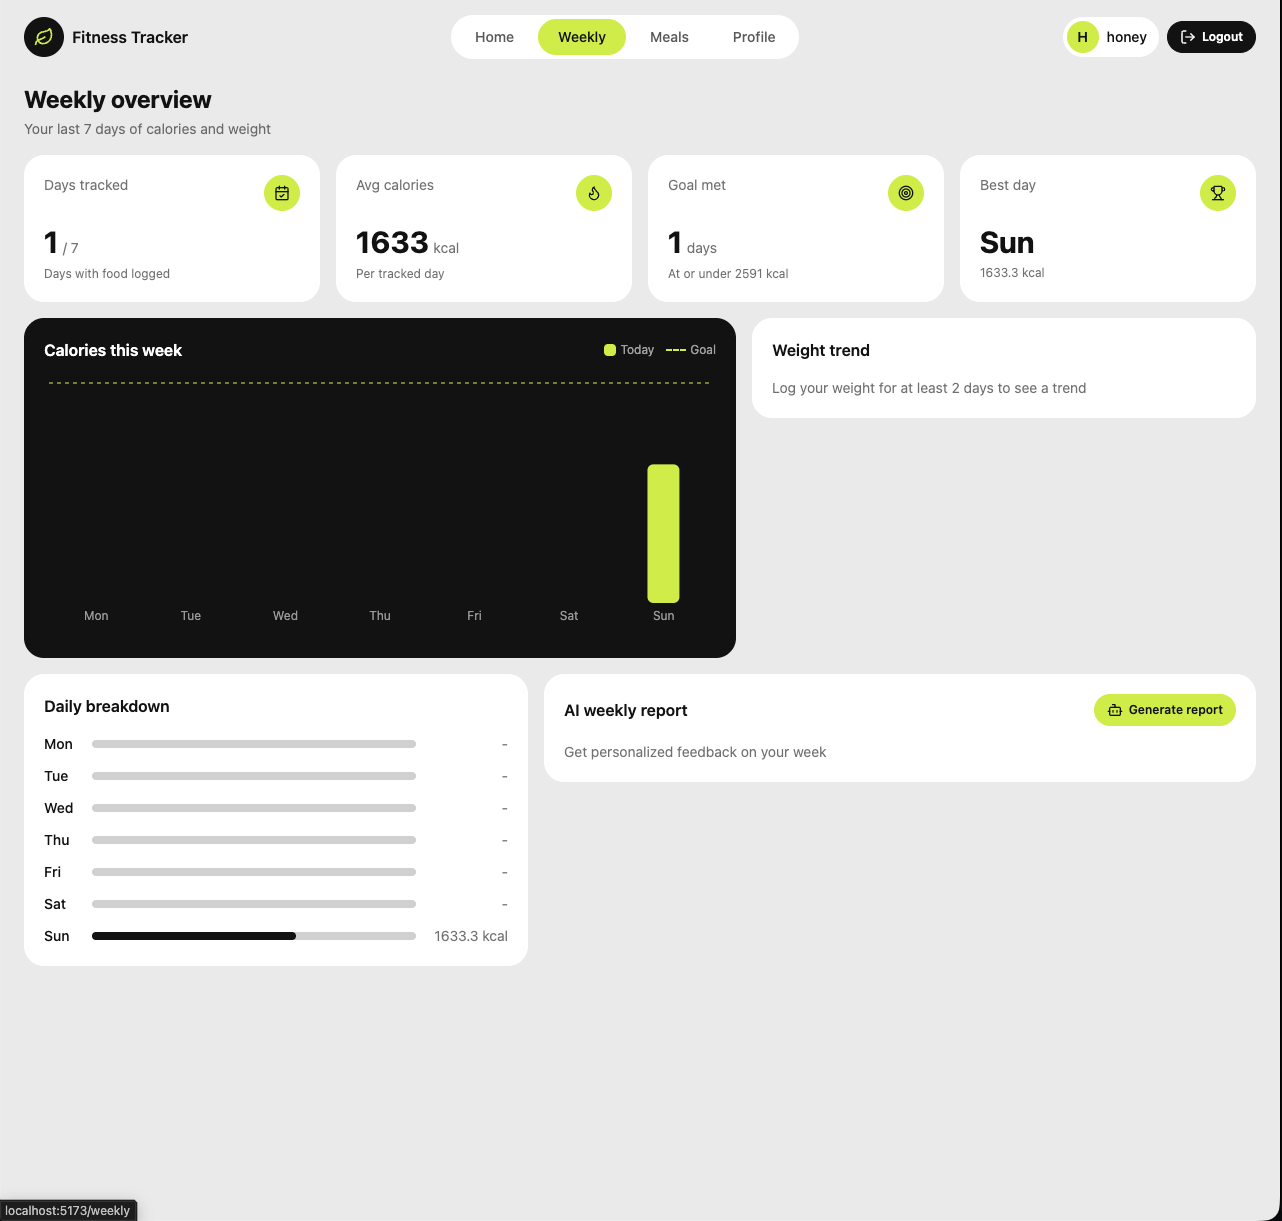 Fitness Tracker
Home
Weekly
Meals
Profile
H
honey
Logout
Weekly overview
Your last 7 days of calories and weight
Days tracked
1 / 7
Days with food logged
Avg calories
1633 kcal
Per tracked day
Goal met
1 days
At or under 2591 kcal
Best day
Sun
1633.3 kcal
Calories this week
Today
Goal
Mon
Tue
Wed
Thu
Fri
Sat
Sun
Weight trend
Log your weight for at least 2 days to see a trend
Daily breakdown
Mon -
Tue -
Wed -
Thu -
Fri -
Sat -
Sun 1633.3 kcal
AI weekly report
Generate report
Get personalized feedback on your week
localhost:5173/weekly